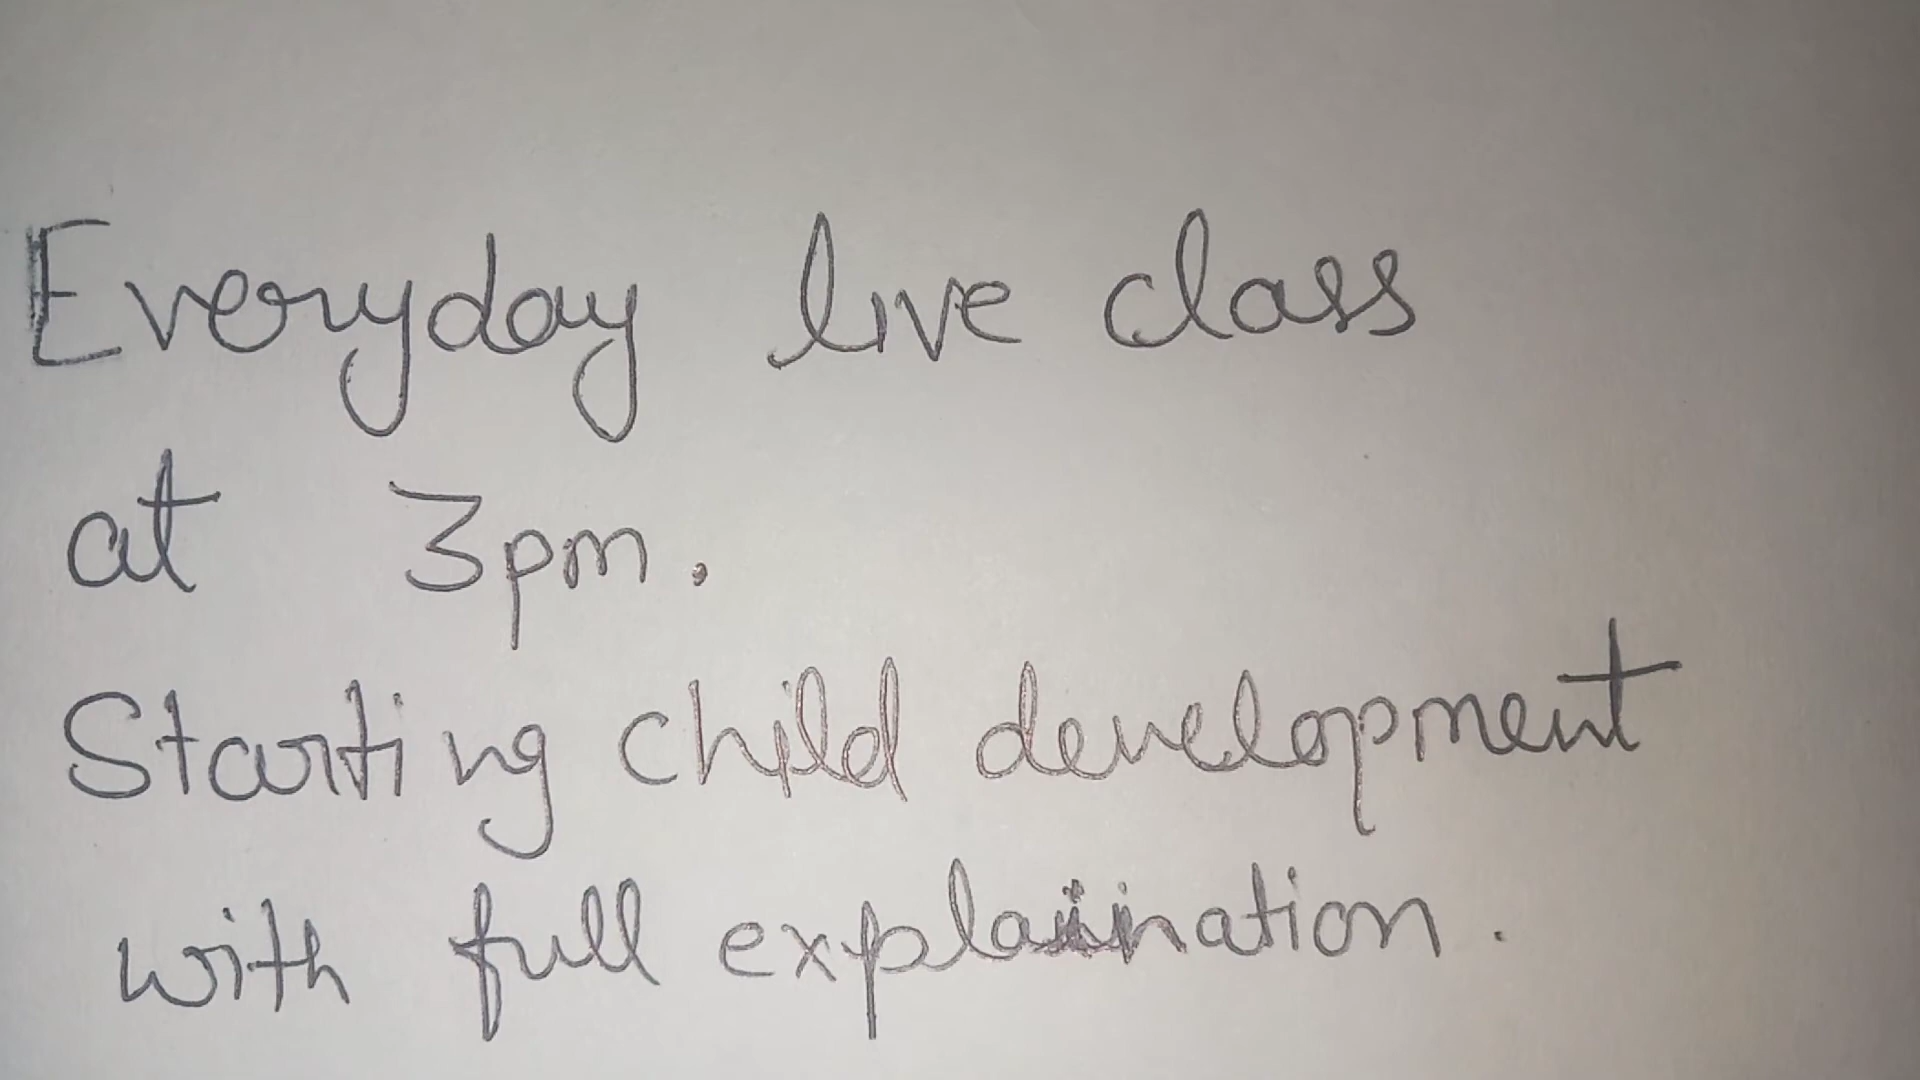 Everyday live class
at 3pm.
Starting child development
with full explaination.